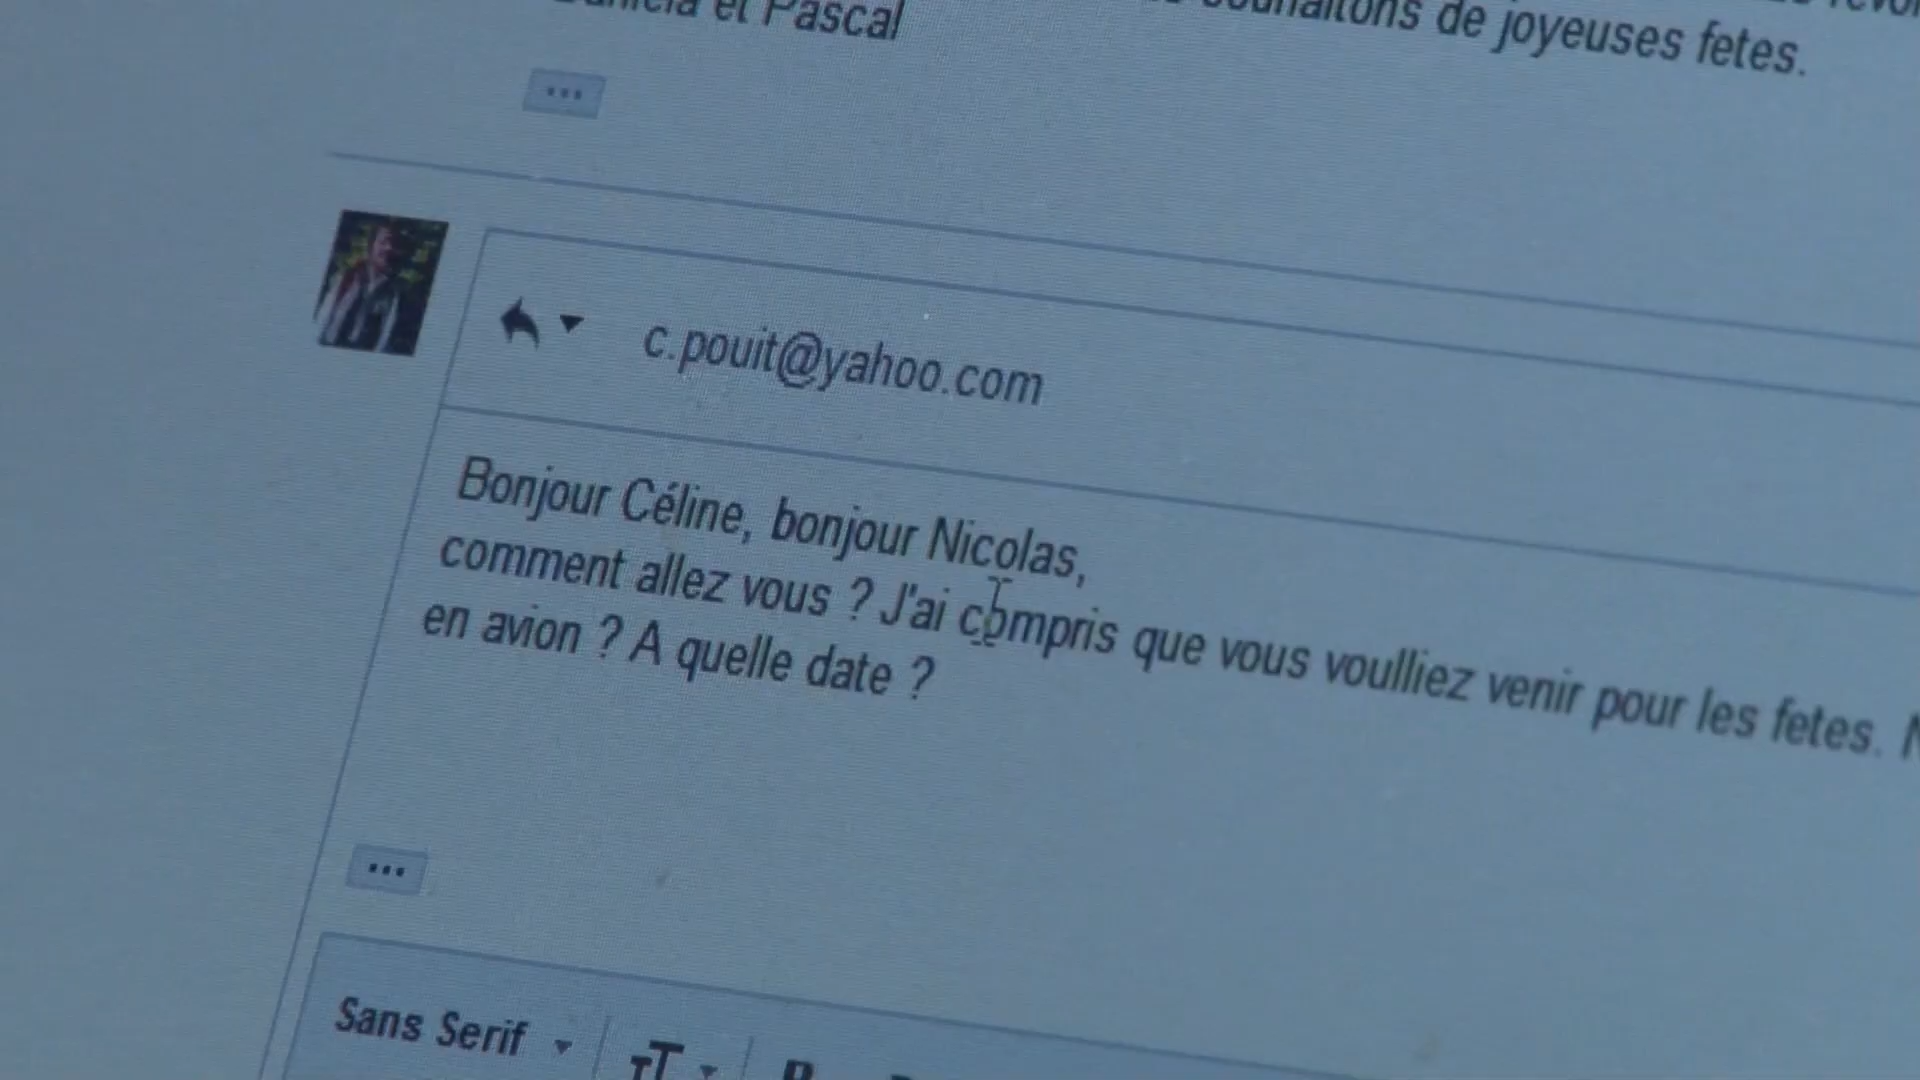 et Pascal
souhaitons de joyeuses fetes.
c.pouit@yahoo.com
Bonjour Céline, bonjour Nicolas,
comment allez vous ? J'ai compris que vous voulliez venir pour les fetes.
en avion ? A quelle date ?
Sans Serif